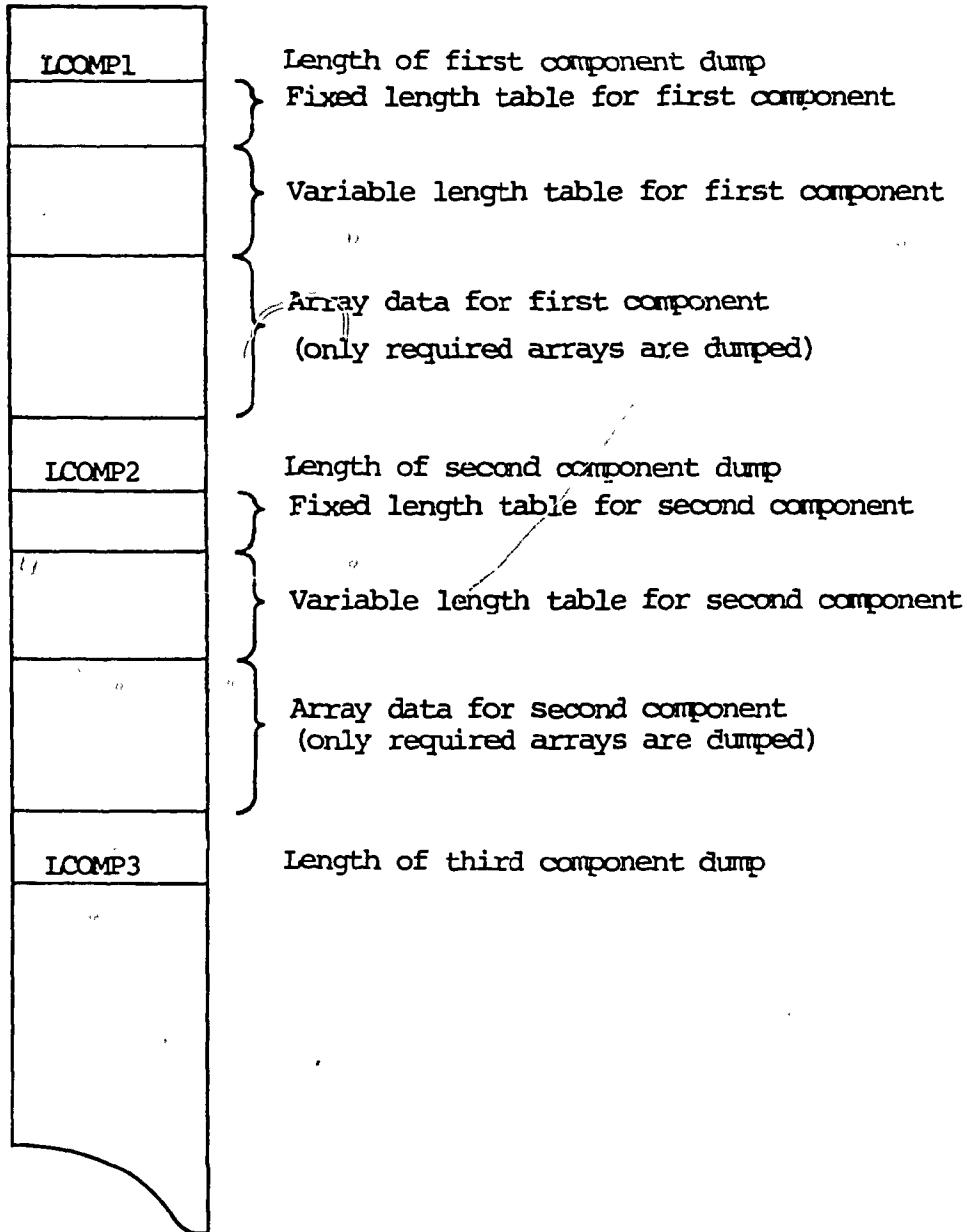 LCOMP1 Length of first component dump
Fixed length table for first component
Variable length table for first component
Array data for first component
(only required arrays are dumped)
LCOMP2 Length of second component dump
Fixed length table for second component
Variable length table for second component
Array data for second component
(only required arrays are dumped)
LCOMP3 Length of third component dump